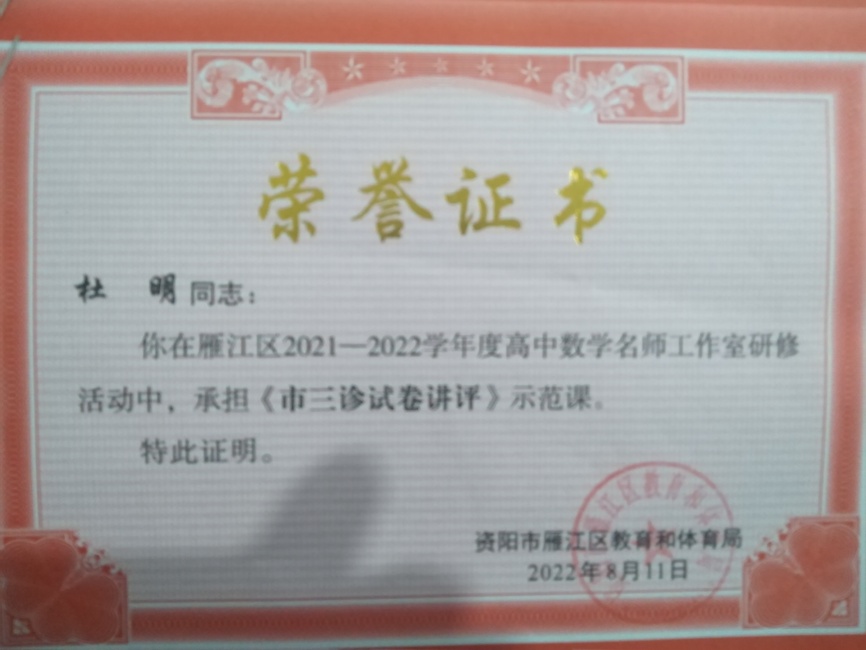 荣誉证书
杜 明 同志：
你在雁江区2021—2022学年度高中数学名师工作室研修
活动中，承担《市三诊试卷讲评》示范课。
特此证明。
资阳市雁江区教育和体育局
2022年8月11日